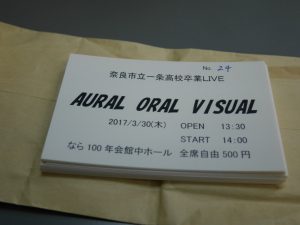 No. 24
奈良市立一条高校卒業LIVE
AURAL ORAL VISUAL
2017/3/30(木) OPEN 13:30
START 14:00
なら100年会館中ホール 全席自由500円